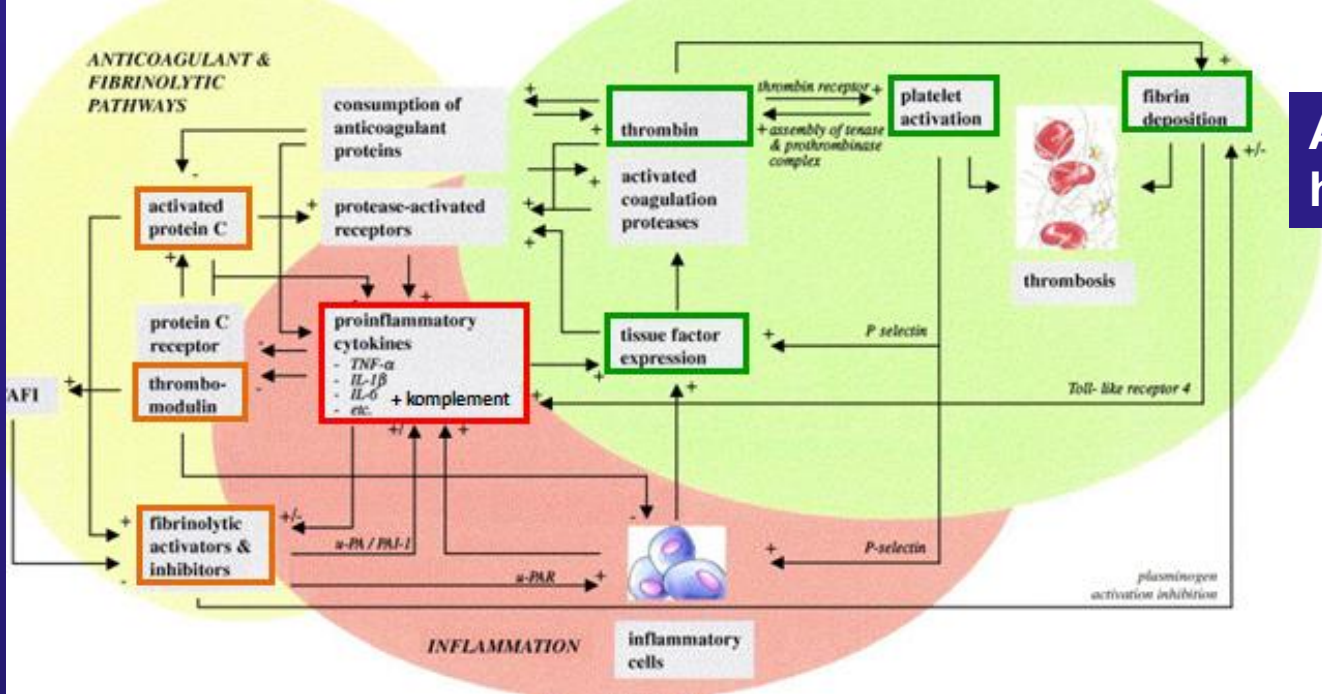 ANTICOAGULANT &
FIBRINOLYTIC
PATHWAYS
consumption of
anticoagulant
proteins
thrombin
thrombin receptor
+ assembly of tenase
& prothrombinase
complex
platelet
activation
fibrin
deposition
+
+
+
+
+/-
activated
protein C
-
+
protease-activated
receptors
+
+
+
activated
coagulation
proteases
+
thrombosis
protein C
receptor
+
proinflammatory
cytokines
- TNF-α
- IL-1β
- IL-6
- etc.
+ komplement
-
-
-
+
tissue factor
expression
+
+
+
P selectin
AFI
+
thrombo-
modulin
+/
+
+
Toll- like receptor 4
fibrinolytic
activators &
inhibitors
+
-
+/-
u-PA / PAI-1
u-PAR
+
-
+
P-selectin
plasminogen
activation inhibition
INFLAMMATION
inflammatory
cells
A
h